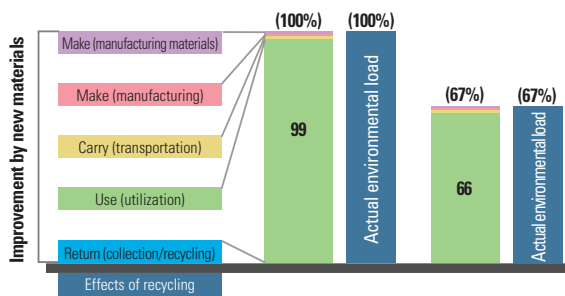 Improvement by new materials
Make (manufacturing materials)
Make (manufacturing)
Carry (transportation)
Use (utilization)
Return (collection/recycling)
Effects of recycling
(100%)
(100%)
99
Actual environmental load
(67%)
(67%)
66
Actual environmental load